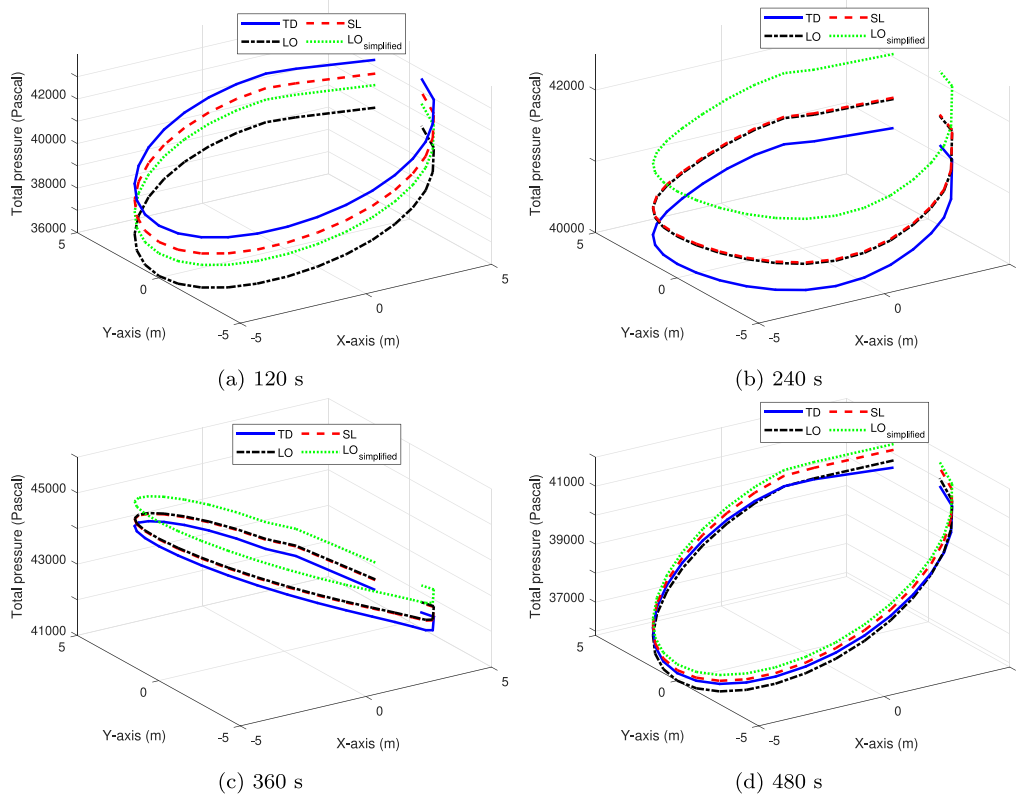 TD SL
LO LOsimplified
Total pressure (Pascal)
42000
40000
38000
36000
5
0
-5
Y-axis (m)
-5
0
5
X-axis (m)
(a) 120 s
TD SL
LO LOsimplified
Total pressure (Pascal)
42000
40000
5
0
-5
Y-axis (m)
-5
0
5
X-axis (m)
(b) 240 s
TD SL
LO LOsimplified
Total pressure (Pascal)
45000
43000
41000
5
0
-5
Y-axis (m)
-5
0
5
X-axis (m)
(c) 360 s
TD SL
LO LOsimplified
Total pressure (Pascal)
41000
39000
37000
5
0
-5
Y-axis (m)
-5
0
5
X-axis (m)
(d) 480 s